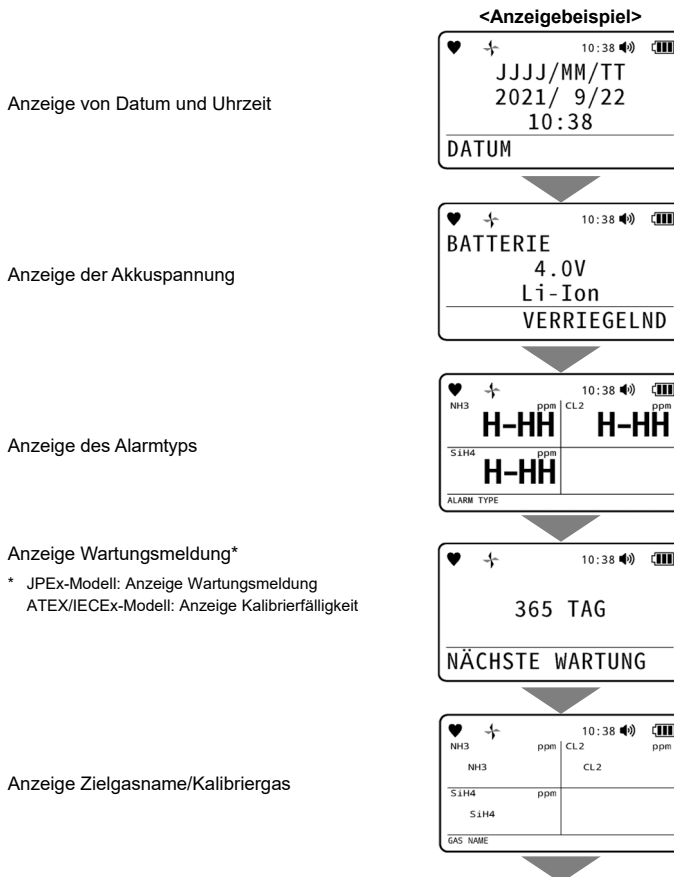 <Anzeigebeispiel>
Anzeige von Datum und Uhrzeit
10:38
JJJJ/MM/TT
2021/ 9/22
10:38
DATUM
Anzeige der Akkuspannung
10:38
BATTERIE
4.0V
Li-Ion
VERRIEGELND
Anzeige des Alarmtyps
10:38
NH3 ppm CL2 ppm
H-HH H-HH
SiH4 ppm
H-HH
ALARM TYPE
Anzeige Wartungsmeldung*
* JPEx-Modell: Anzeige Wartungsmeldung
ATEX/IECEx-Modell: Anzeige Kalibrierfälligkeit
10:38
365 TAG
NÄCHSTE WARTUNG
Anzeige Zielgasname/Kalibriergas
10:38
NH3 ppm CL2 ppm
NH3 CL2
SiH4 ppm
SiH4
GAS NAME